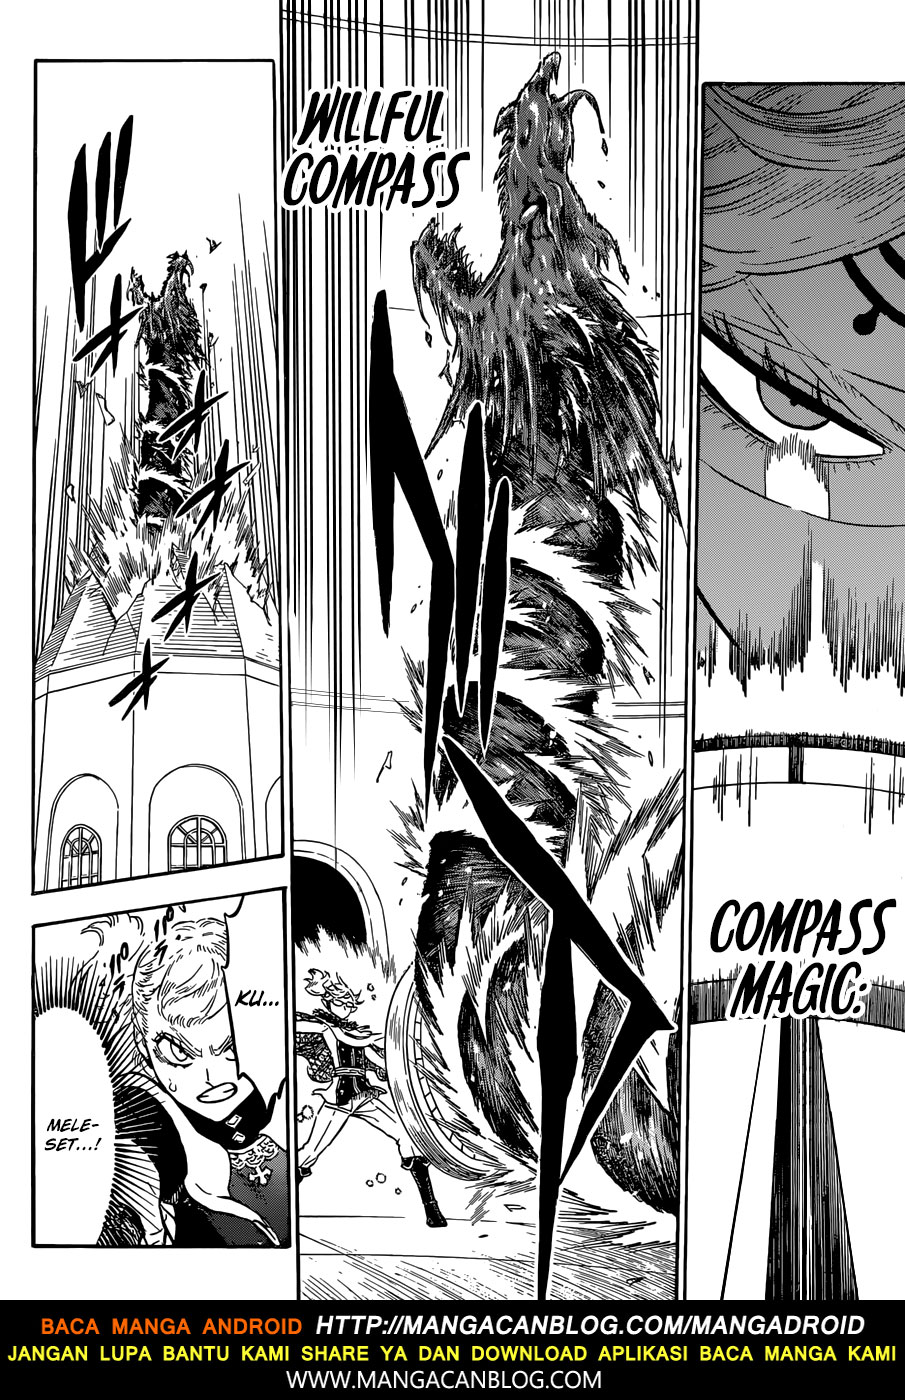 COMPASS
MAGIC:
WILLFUL
COMPASS
KU...
MELE-
SET...!
BACA MANGA ANDROID HTTP://MANGACANBLOG.COM/MANGADROID
JANGAN LUPA BANTU KAMI SHARE YA DAN DOWNLOAD APLIKASI BACA MANGA KAMI
WWW.MANGACANBLOG.COM